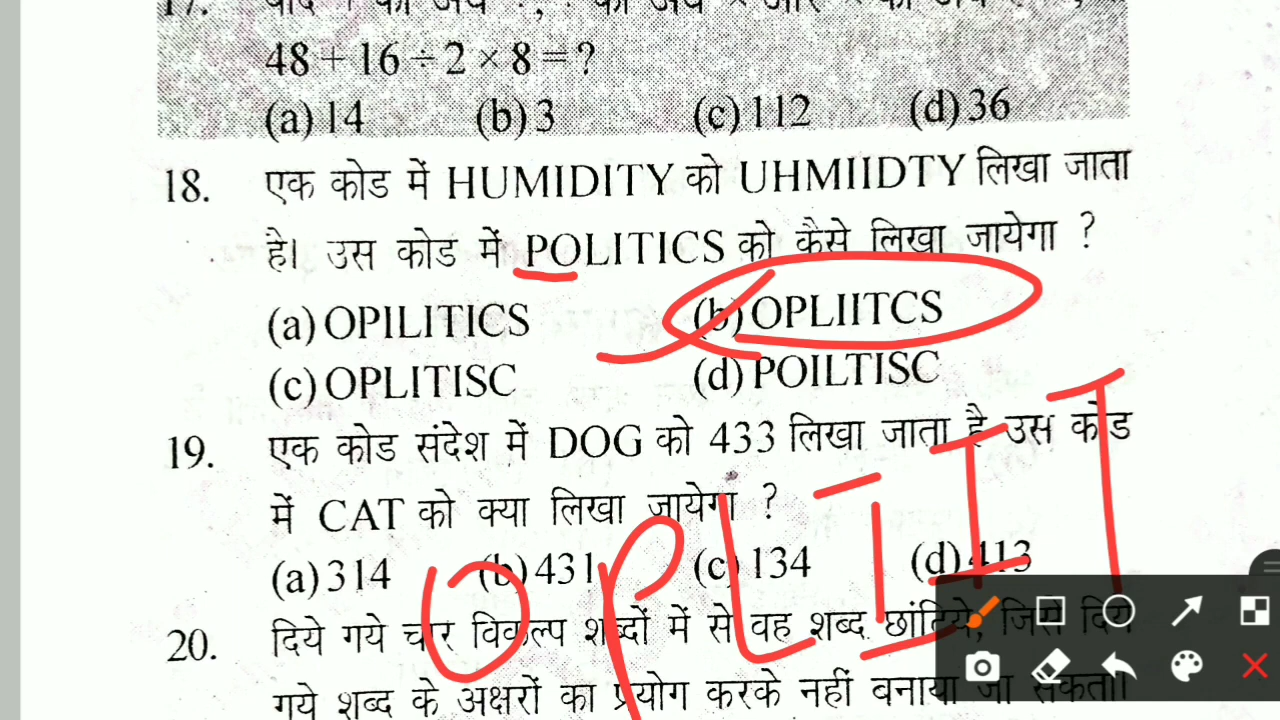 48 + 16 ÷ 2 × 8 = ?
(a) 14 (b) 3 (c) 112 (d) 36
18. एक कोड में HUMIDITY को UHMIIDTY लिखा जाता
है। उस कोड में POLITICS को कैसे लिखा जायेगा ?
(a) OPILITICS (b) OPLIITCS
(c) OPLITISC (d) POILTISC
19. एक कोड संदेश में DOG को 433 लिखा जाता है उस कोड
में CAT को क्या लिखा जायेगा ?
(a) 314 (b) 431 (c) 134 (d) 413
OPLIIT
20. दिये गये चार विकल्प शब्दों में से वह शब्द छांटिये, जिसे दिये
गये शब्द के अक्षरों का प्रयोग करके नहीं बनाया जा सकता।